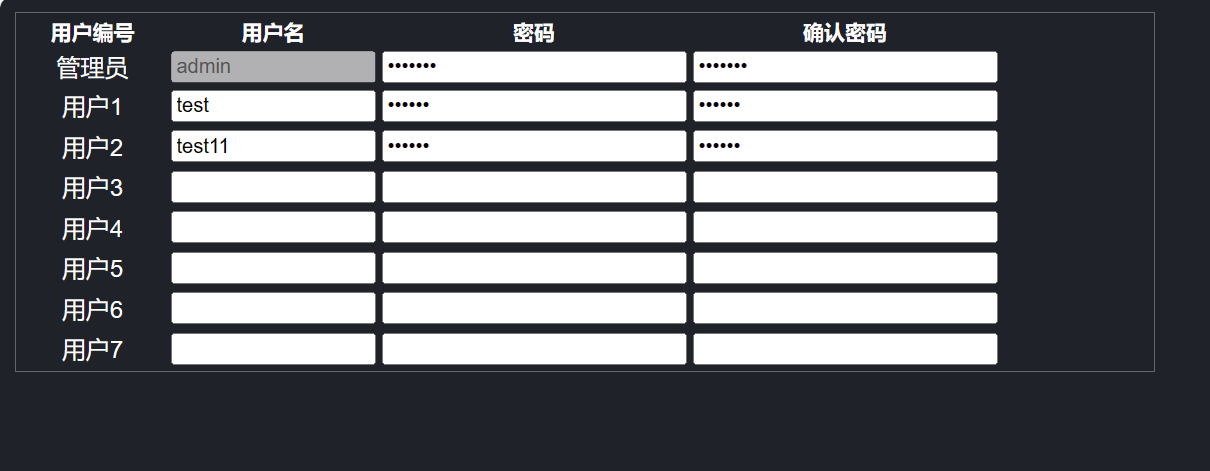 用户编号 用户名 密码 确认密码
管理员 admin ••••••• •••••••
用户1 test •••••• ••••••
用户2 test11 •••••• ••••••
用户3
用户4
用户5
用户6
用户7